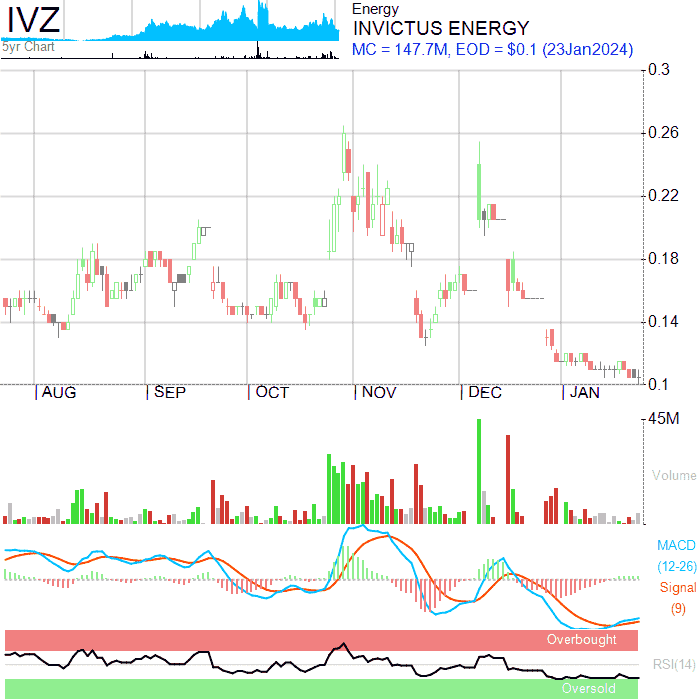 IVZ
5yr Chart
Energy
INVICTUS ENERGY
MC = 147.7M, EOD = $0.1 (23Jan2024)
0.3
0.26
0.22
0.18
0.14
0.1
AUG SEP OCT NOV DEC JAN
45M
Volume
MACD
(12-26)
Signal
(9)
Overbought
RSI(14)
Oversold